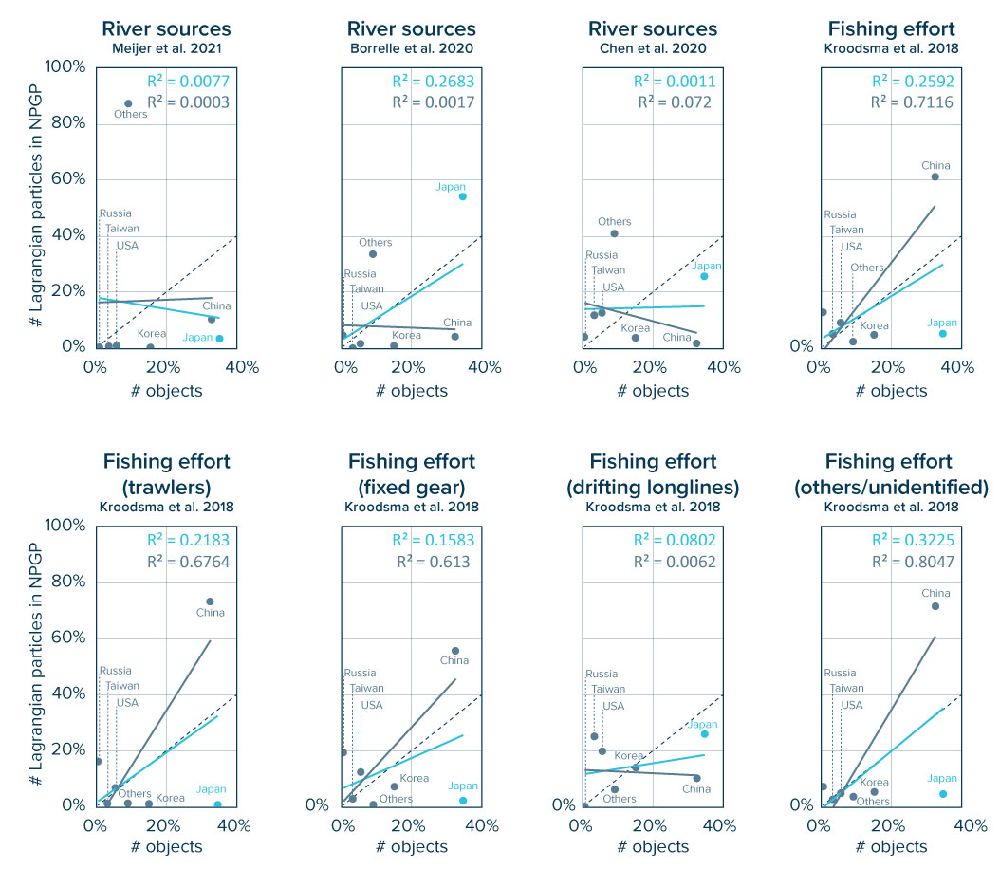 River sources
Meijer et al. 2021
# Lagrangian particles in NPGP
100%
80%
60%
40%
20%
0%
R² = 0.0077
R² = 0.0003
Others
Russia
Taiwan
USA
China
Korea
Japan
0%
20%
40%
# objects
River sources
Borrelle et al. 2020
R² = 0.2683
R² = 0.0017
Japan
Others
Russia
Taiwan
USA
China
Korea
0%
20%
40%
# objects
River sources
Chen et al. 2020
R² = 0.0011
R² = 0.072
Others
Russia
Japan
Taiwan
USA
Korea
China
0%
20%
40%
# objects
Fishing effort
Kroodsma et al. 2018
R² = 0.2592
R² = 0.7116
China
Russia
Taiwan
USA
Others
Korea
Japan
0%
0%
20%
40%
# objects
Fishing effort
(trawlers)
Kroodsma et al. 2018
# Lagrangian particles in NPGP
100%
80%
60%
40%
20%
0%
R² = 0.2183
R² = 0.6764
China
Russia
Taiwan
USA
Others
Korea
Japan
0%
20%
40%
# objects
Fishing effort
(fixed gear)
Kroodsma et al. 2018
R² = 0.1583
R² = 0.613
China
Russia
Taiwan
USA
Korea
Japan
Others
0%
0%
20%
40%
# objects
Fishing effort
(drifting longlines)
Kroodsma et al. 2018
R² = 0.0802
R² = 0.0062
Russia
Taiwan
USA
Japan
Korea
China
Others
0%
0%
20%
40%
# objects
Fishing effort
(others/unidentified)
Kroodsma et al. 2018
R² = 0.3225
R² = 0.8047
China
Russia
Taiwan
USA
Korea
Japan
Others
0%
0%
20%
40%
# objects